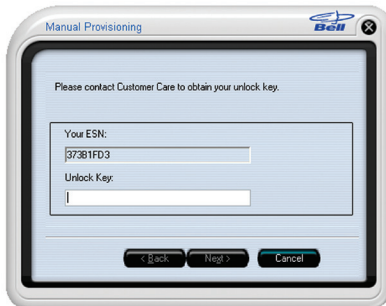 Manual Provisioning
Bell
Please contact Customer Care to obtain your unlock key.
Your ESN:
373B1FD3
Unlock Key:
< Back
Next >
Cancel